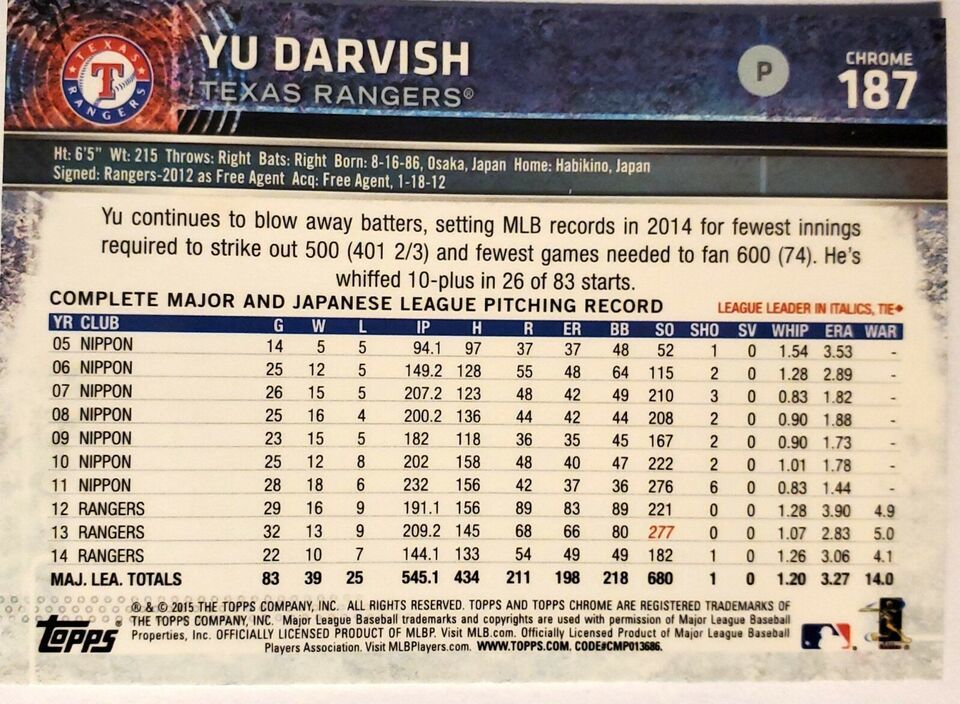 TEXAS
T
RANGERS
YU DARVISH
TEXAS RANGERS®
P
CHROME
187
Ht: 6'5" Wt: 215 Throws: Right Bats: Right Born: 8-16-86, Osaka, Japan Home: Habikino, Japan
Signed: Rangers-2012 as Free Agent Acq: Free Agent, 1-18-12
Yu continues to blow away batters, setting MLB records in 2014 for fewest innings
required to strike out 500 (401 2/3) and fewest games needed to fan 600 (74). He's
whiffed 10-plus in 26 of 83 starts.
COMPLETE MAJOR AND JAPANESE LEAGUE PITCHING RECORD LEAGUE LEADER IN ITALICS, TIE♦
YR CLUB G W L IP H R ER BB SO SHO SV WHIP ERA WAR
05 NIPPON 14 5 5 94.1 97 37 37 48 52 1 0 1.54 3.53 -
06 NIPPON 25 12 5 149.2 128 55 48 64 115 2 0 1.28 2.89 -
07 NIPPON 26 15 5 207.2 123 48 42 49 210 3 0 0.83 1.82 -
08 NIPPON 25 16 4 200.2 136 44 42 44 208 2 0 0.90 1.88 -
09 NIPPON 23 15 5 182 118 36 35 45 167 2 0 0.90 1.73 -
10 NIPPON 25 12 8 202 158 48 40 47 222 2 0 1.01 1.78 -
11 NIPPON 28 18 6 232 156 42 37 36 276 6 0 0.83 1.44 -
12 RANGERS 29 16 9 191.1 156 89 83 89 221 0 0 1.28 3.90 4.9
13 RANGERS 32 13 9 209.2 145 68 66 80 277 0 0 1.07 2.83 5.0
14 RANGERS 22 10 7 144.1 133 54 49 49 182 1 0 1.26 3.06 4.1
MAJ. LEA. TOTALS 83 39 25 545.1 434 211 198 218 680 1 0 1.20 3.27 14.0
® & © 2015 THE TOPPS COMPANY, INC. ALL RIGHTS RESERVED. TOPPS AND TOPPS CHROME ARE REGISTERED TRADEMARKS OF
THE TOPPS COMPANY, INC. Major League Baseball trademarks and copyrights are used with permission of Major League Baseball
Properties, Inc. OFFICIALLY LICENSED PRODUCT OF MLBP. Visit MLB.com. Officially Licensed Product of Major League Baseball
Players Association. Visit MLBPlayers.com. WWW.TOPPS.COM. CODE#CMP013686.
topps®